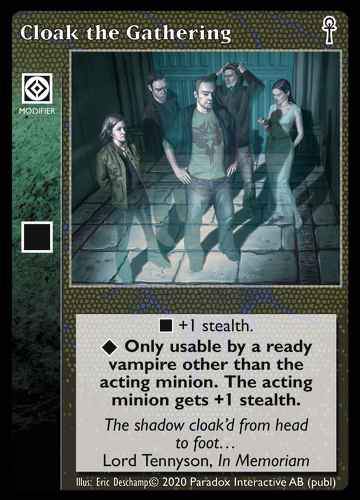 Cloak the Gathering
MODIFIER
+1 stealth.
Only usable by a ready
vampire other than the
acting minion. The acting
minion gets +1 stealth.
The shadow cloak'd from head
to foot…
Lord Tennyson, In Memoriam
Illus: Eric Deschamps © 2020 Paradox Interactive AB (publ)